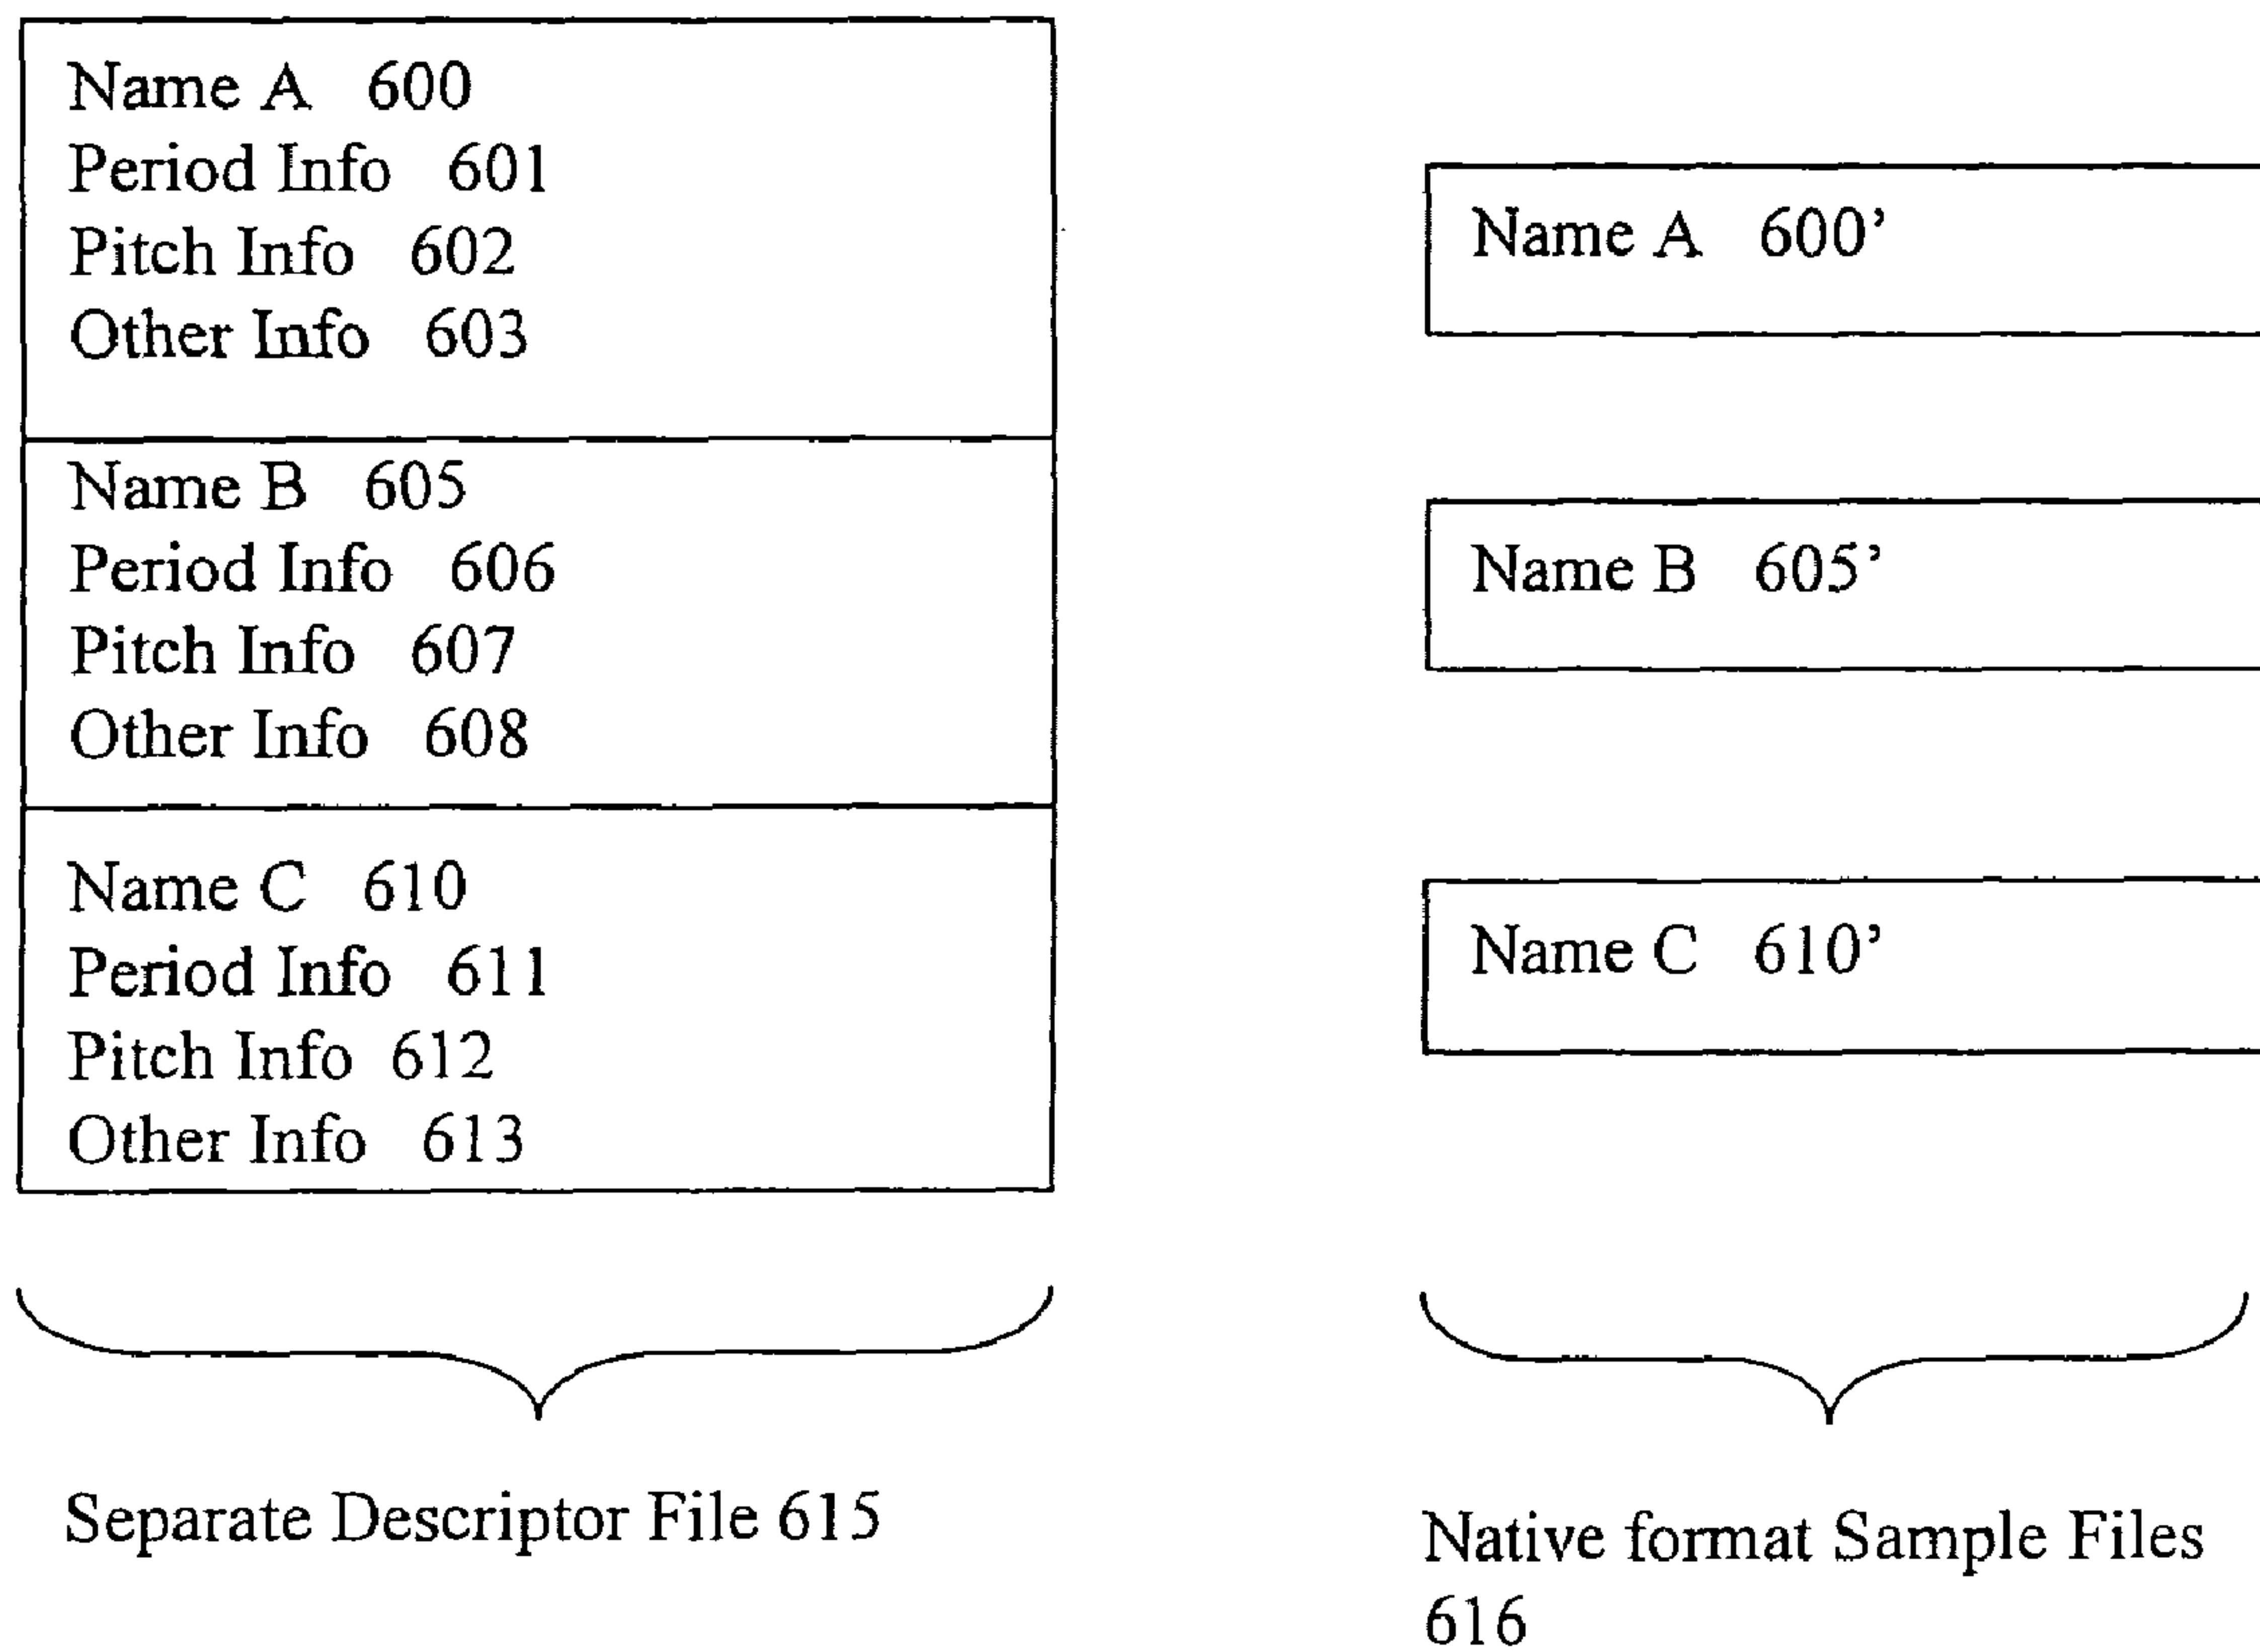 Name A 600
Period Info 601
Pitch Info 602
Other Info 603
Name B 605
Period Info 606
Pitch Info 607
Other Info 608
Name C 610
Period Info 611
Pitch Info 612
Other Info 613
Separate Descriptor File 615
Name A 600’
Name B 605’
Name C 610’
Native format Sample Files
616